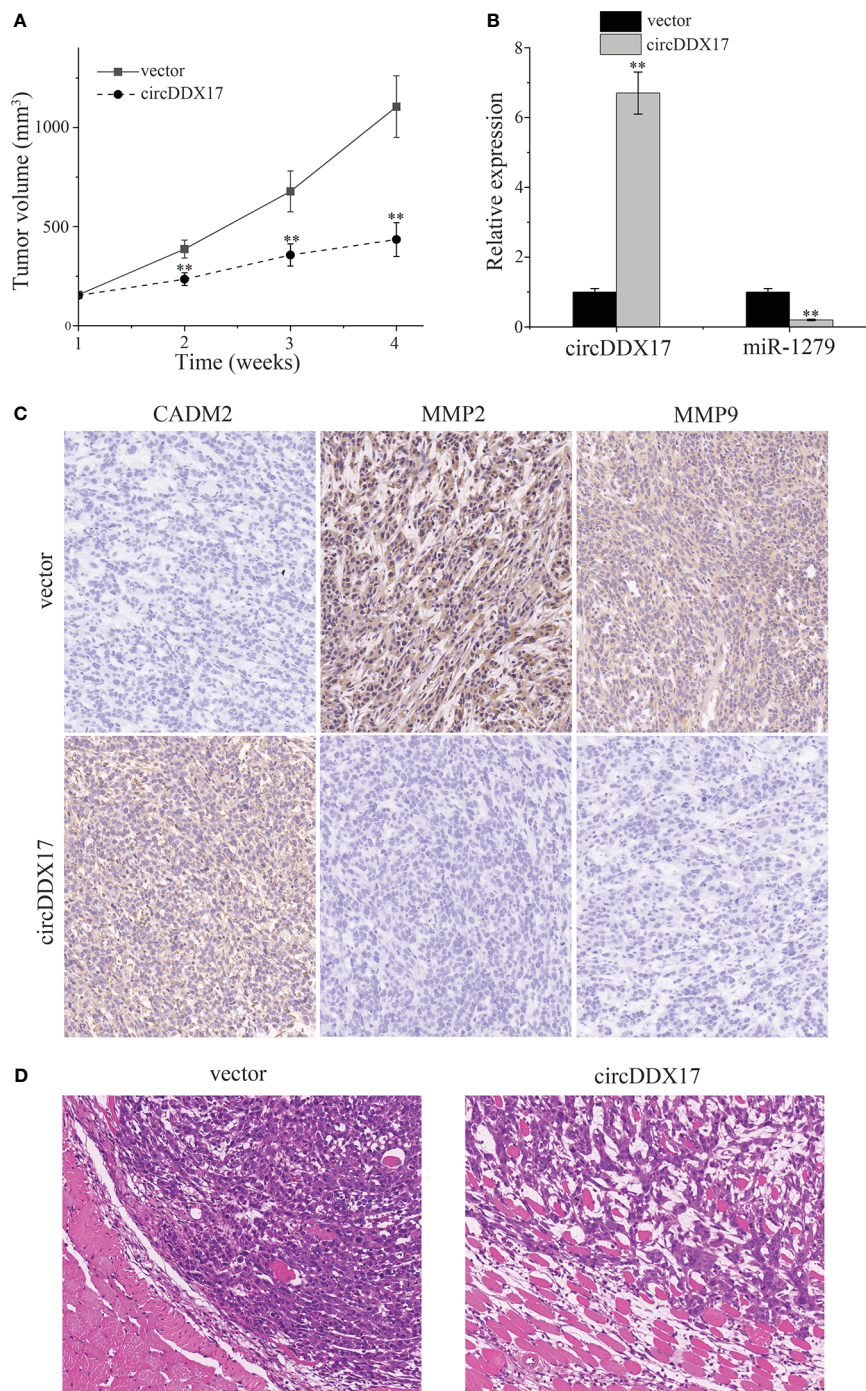 A
vector
circDDX17
Tumor volume (mm³)
1000
500
0
**
**
**
1
2
3
4
Time (weeks)
B
vector
circDDX17
Relative expression
8
6
4
2
0
**
**
circDDX17
miR-1279
C
CADM2
MMP2
MMP9
vector
circDDX17
D
vector
circDDX17